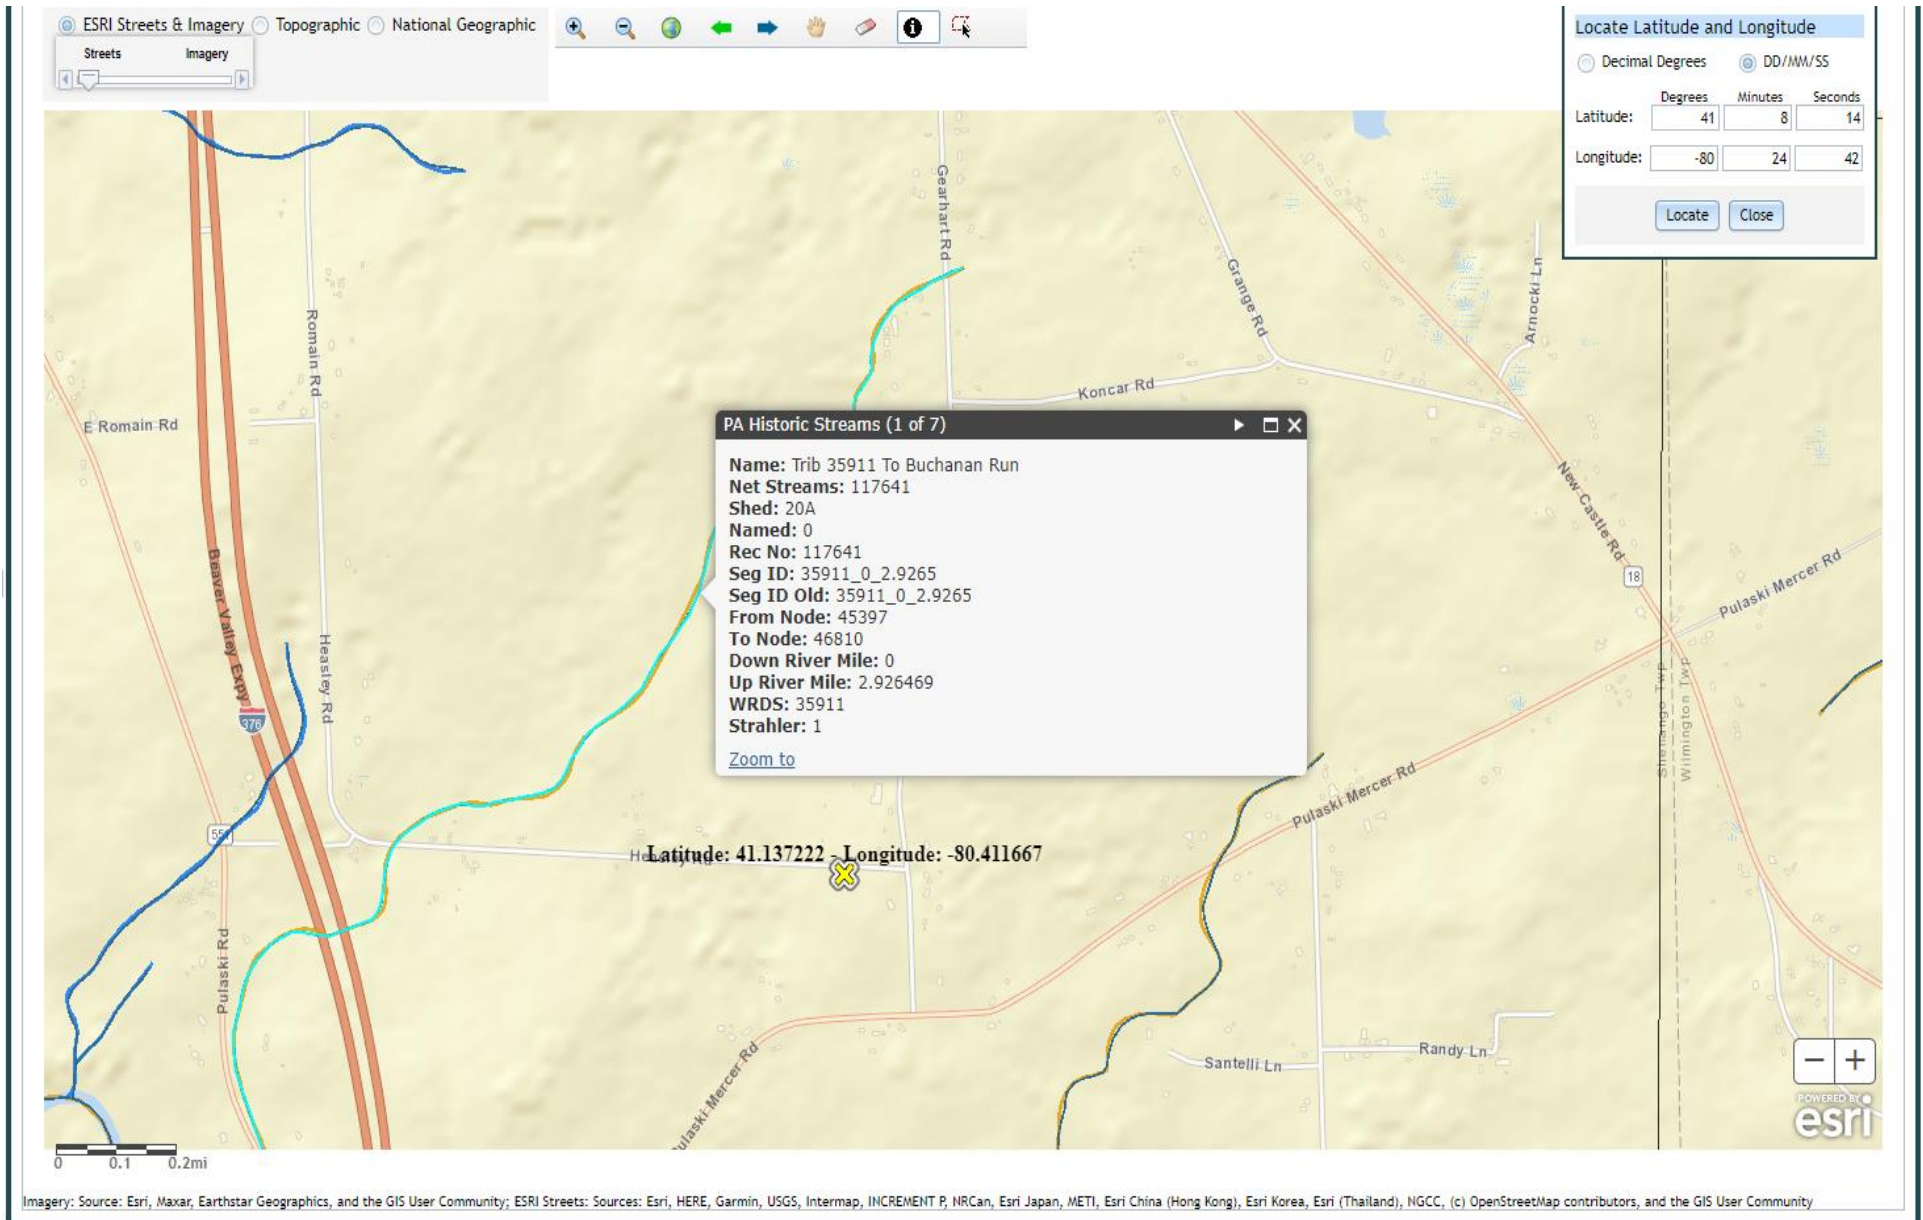 ESRI Streets & Imagery Topographic National Geographic
Streets Imagery
Locate Latitude and Longitude
Decimal Degrees DD/MM/SS
Degrees Minutes Seconds
Latitude: 41 8 14
Longitude: -80 24 42
Locate Close
Gearhart Rd
Grange Rd
Arnocki Ln
Romain Rd
Koncar Rd
E Romain Rd
PA Historic Streams (1 of 7)
Name: Trib 35911 To Buchanan Run
Net Streams: 117641
Shed: 20A
Named: 0
Rec No: 117641
Seg ID: 35911_0_2.9265
Seg ID Old: 35911_0_2.9265
From Node: 45397
To Node: 46810
Down River Mile: 0
Up River Mile: 2.926469
WRDS: 35911
Strahler: 1
Zoom to
New Castle Rd
18
Pulaski Mercer Rd
Beaver Valley Expy
376
Heasley Rd
Shenango Twp
Wilmington Twp
Pulaski Mercer Rd
Latitude: 41.137222 - Longitude: -80.411667
Pulaski Rd
Pulaski Mercer Rd
Santelli Ln
Randy Ln
POWERED BY
esri
0 0.1 0.2mi
Imagery: Source: Esri, Maxar, Earthstar Geographics, and the GIS User Community; ESRI Streets: Sources: Esri, HERE, Garmin, USGS, Intermap, INCREMENT P, NRCan, Esri Japan, METI, Esri China (Hong Kong), Esri Korea, Esri (Thailand), NGCC, (c) OpenStreetMap contributors, and the GIS User Community